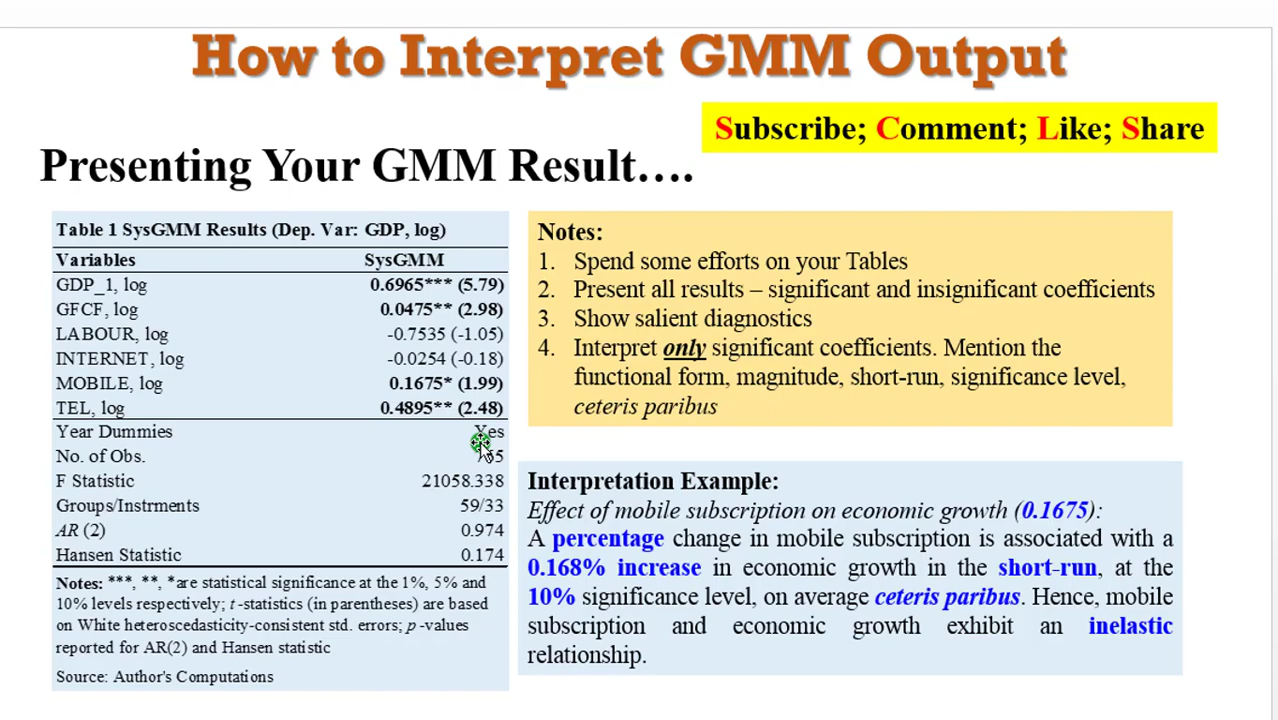 How to Interpret GMM Output
Subscribe; Comment; Like; Share
Presenting Your GMM Result….
Table 1 SysGMM Results (Dep. Var: GDP, log)
Variables SysGMM
GDP_1, log 0.6965*** (5.79)
GFCF, log 0.0475** (2.98)
LABOUR, log -0.7535 (-1.05)
INTERNET, log -0.0254 (-0.18)
MOBILE, log 0.1675* (1.99)
TEL, log 0.4895** (2.48)
Year Dummies Yes
No. of Obs.
F Statistic 21058.338
Groups/Instrments 59/33
AR (2) 0.974
Hansen Statistic 0.174
Notes: ***, **, *are statistical significance at the 1%, 5% and
10% levels respectively; t-statistics (in parentheses) are based
on White heteroscedasticity-consistent std. errors; p-values
reported for AR(2) and Hansen statistic
Source: Author's Computations
Notes:
1. Spend some efforts on your Tables
2. Present all results – significant and insignificant coefficients
3. Show salient diagnostics
4. Interpret only significant coefficients. Mention the
functional form, magnitude, short-run, significance level,
ceteris paribus
Interpretation Example:
Effect of mobile subscription on economic growth (0.1675):
A percentage change in mobile subscription is associated with a
0.168% increase in economic growth in the short-run, at the
10% significance level, on average ceteris paribus. Hence, mobile
subscription and economic growth exhibit an inelastic
relationship.